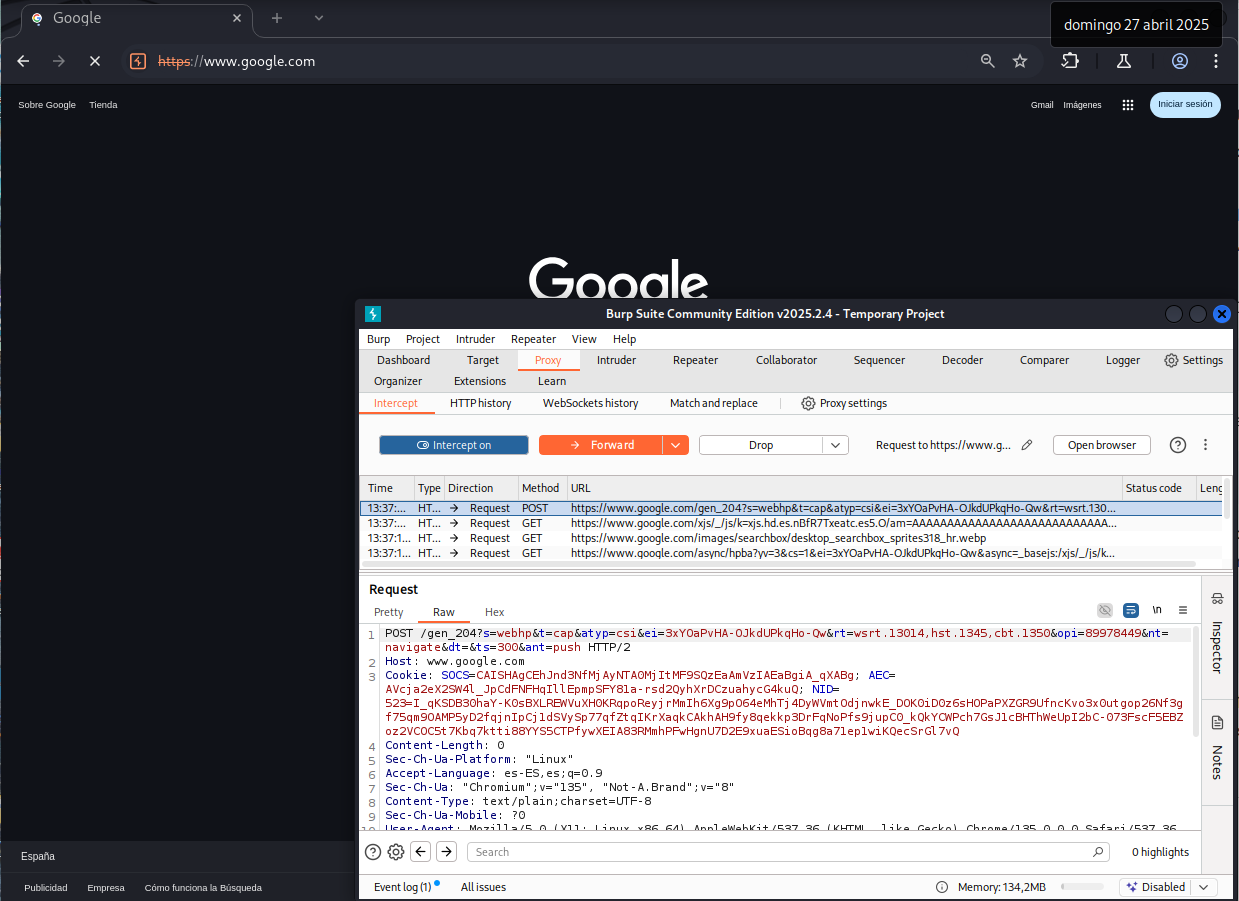 Google
domingo 27 abril 2025
https://www.google.com
Sobre Google Tienda Gmail Imágenes Iniciar sesión
Google
Burp Suite Community Edition v2025.2.4 - Temporary Project
Burp Project Intruder Repeater View Help
Dashboard Target Proxy Intruder Repeater Collaborator Sequencer Decoder Comparer Logger Settings
Organizer Extensions Learn
Intercept HTTP history WebSockets history Match and replace Proxy settings
Intercept on Forward Drop Request to https://www.g... Open browser
Time Type Direction Method URL Status code Leng
13:37:... HT... → Request POST https://www.google.com/gen_204?s=webhp&t=cap&atyp=csi&ei=3xYOaPvHA-OJkdUPkqHo-Qw&rt=wsrt.130...
13:37:... HT... → Request GET https://www.google.com/xjs/_/js/k=xjs.hd.es.nBfR7Txeatc.es5.O/am=AAAAAAAAAAAAAAAAAAAAAAAAAAAA...
13:37:1... HT... → Request GET https://www.google.com/images/searchbox/desktop_searchbox_sprites318_hr.webp
13:37:1... HT... → Request GET https://www.google.com/async/hpba?yv=3&cs=1&ei=3xYOaPvHA-OJkdUPkqHo-Qw&async=_basejs:/xjs/_/js/k...
Request
Pretty Raw Hex \n
1 POST /gen_204?s=webhp&t=cap&atyp=csi&ei=3xYOaPvHA-OJkdUPkqHo-Qw&rt=wsrt.13014,hst.1345,cbt.1350&opi=89978449&nt=
navigate&dt=&ts=300&ant=push HTTP/2
2 Host: www.google.com
3 Cookie: SOCS=CAISHAgCEhJnd3NfMjAyNTA0MjItMF9SQzEaAmVzIAEaBgiA_qXABg; AEC=
AVcja2eX2SW4l_JpCdFNFHqIllEpmpSFY81a-rsd2QyhXrDCzuahycG4kuQ; NID=
523=I_qKSDB30haY-K0sBXLREWVuXH0KRqpoReyjrMmIh6Xg9pO64eMhTj4DyWVmtOdjnwkE_DOK0iD0z6sHOPaPXZGR9UfncKvo3x0utgop26Nf3g
f75qm9OAMP5yD2fqjnIpCj1dSVySp77qfZtqIKrXaqkCAkhAH9fy8qekkp3DrFqNoPfs9jupC0_kQkYCWPch7GsJ1cBHThWeUpI2bC-073FscF5EBZ
oz2VCOC5t7Kbq7ktti88YYS5CTPfywXEIA83RMmhPFwHgnU7D2E9xuaESioBqg8a71ep1wiKQecSrGl7vQ
4 Content-Length: 0
5 Sec-Ch-Ua-Platform: "Linux"
6 Accept-Language: es-ES,es;q=0.9
7 Sec-Ch-Ua: "Chromium";v="135", "Not-A.Brand";v="8"
8 Content-Type: text/plain;charset=UTF-8
9 Sec-Ch-Ua-Mobile: ?0
10 User-Agent: Mozilla/5.0 (X11; Linux x86_64) AppleWebKit/537.36 (KHTML, like Gecko) Chrome/135.0.0.0 Safari/537.36
Inspector
Notes
Search 0 highlights
Event log (1) All issues Memory: 134,2MB Disabled
España
Publicidad Empresa Cómo funciona la Búsqueda